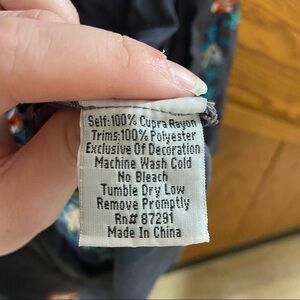 Self:100% Cupra Rayon
Trims:100% Polyester
Exclusive Of Decoration
Machine Wash Cold
No Bleach
Tumble Dry Low
Remove Promptly
Rn# 87291
Made In China